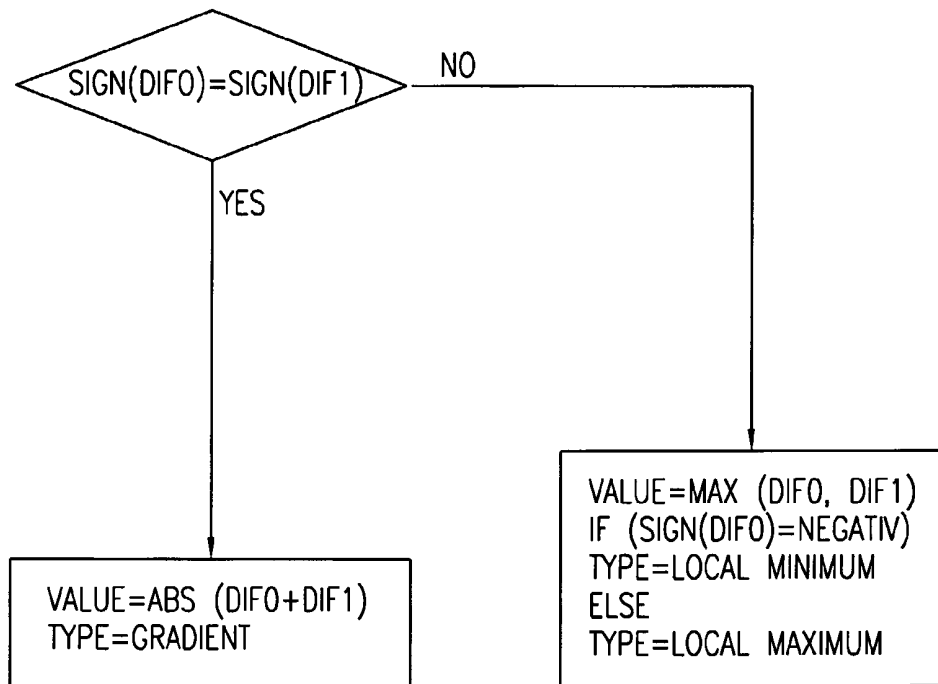 SIGN(DIF0)=SIGN(DIF1)
NO
YES
VALUE=MAX (DIF0, DIF1)
IF (SIGN(DIF0)=NEGATIV)
TYPE=LOCAL MINIMUM
ELSE
TYPE=LOCAL MAXIMUM
VALUE=ABS (DIF0+DIF1)
TYPE=GRADIENT